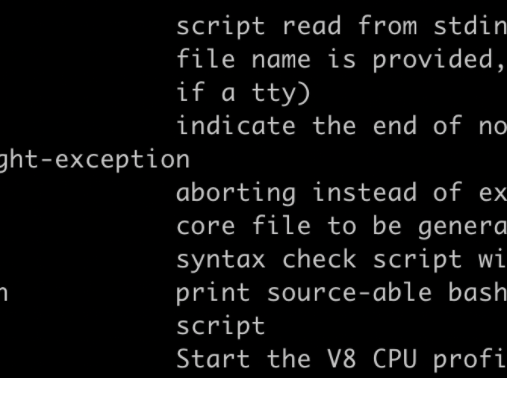 script read from stdin
file name is provided,
if a tty)
indicate the end of no
ght-exception
aborting instead of ex
core file to be genera
syntax check script wi
n print source-able bash
script
Start the V8 CPU profi